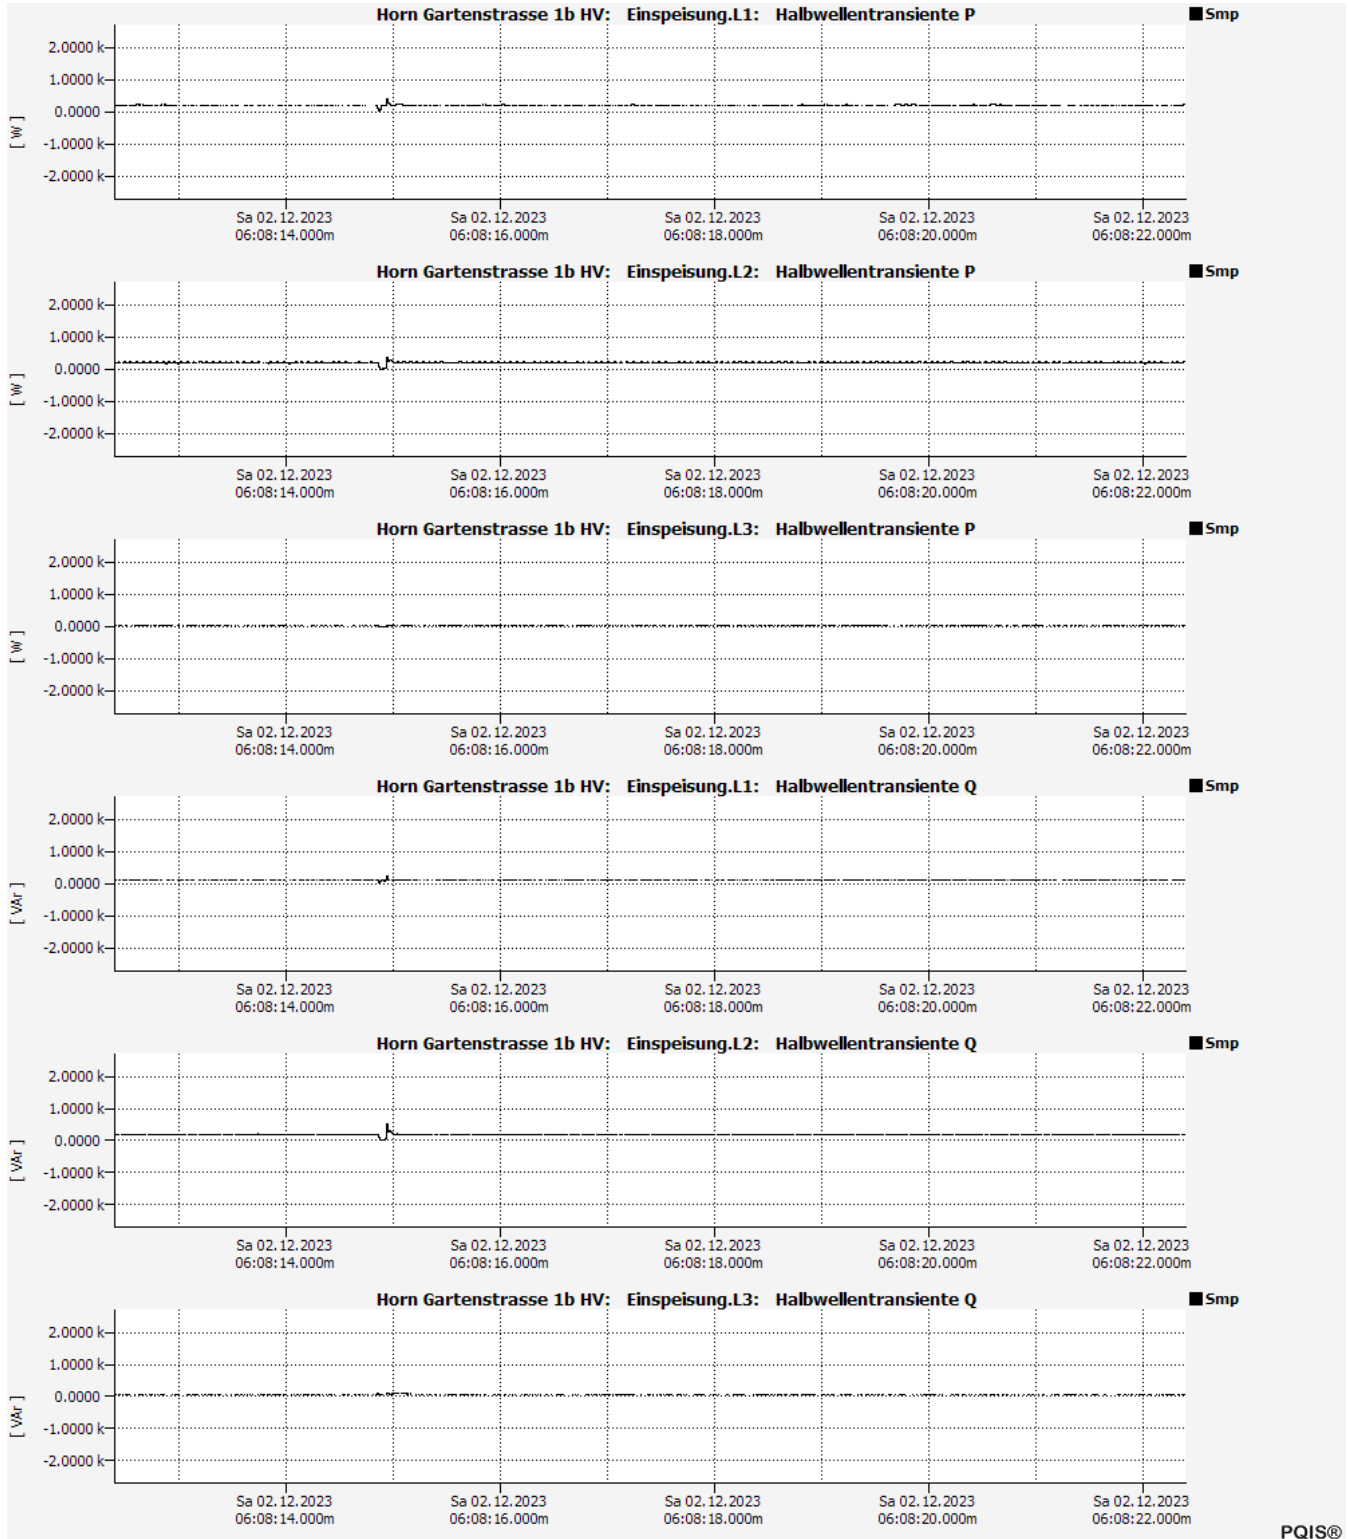 Horn Gartenstrasse 1b HV: Einspeisung.L1: Halbwellentransiente P
Smp
2.0000 k
1.0000 k
0.0000
-1.0000 k
-2.0000 k
[ W ]
Sa 02.12.2023 Sa 02.12.2023 Sa 02.12.2023 Sa 02.12.2023 Sa 02.12.2023
06:08:14.000m 06:08:16.000m 06:08:18.000m 06:08:20.000m 06:08:22.000m
Horn Gartenstrasse 1b HV: Einspeisung.L2: Halbwellentransiente P
Smp
2.0000 k
1.0000 k
0.0000
-1.0000 k
-2.0000 k
[ W ]
Sa 02.12.2023 Sa 02.12.2023 Sa 02.12.2023 Sa 02.12.2023 Sa 02.12.2023
06:08:14.000m 06:08:16.000m 06:08:18.000m 06:08:20.000m 06:08:22.000m
Horn Gartenstrasse 1b HV: Einspeisung.L3: Halbwellentransiente P
Smp
2.0000 k
1.0000 k
0.0000
-1.0000 k
-2.0000 k
[ W ]
Sa 02.12.2023 Sa 02.12.2023 Sa 02.12.2023 Sa 02.12.2023 Sa 02.12.2023
06:08:14.000m 06:08:16.000m 06:08:18.000m 06:08:20.000m 06:08:22.000m
Horn Gartenstrasse 1b HV: Einspeisung.L1: Halbwellentransiente Q
Smp
2.0000 k
1.0000 k
0.0000
-1.0000 k
-2.0000 k
[ VAr ]
Sa 02.12.2023 Sa 02.12.2023 Sa 02.12.2023 Sa 02.12.2023 Sa 02.12.2023
06:08:14.000m 06:08:16.000m 06:08:18.000m 06:08:20.000m 06:08:22.000m
Horn Gartenstrasse 1b HV: Einspeisung.L2: Halbwellentransiente Q
Smp
2.0000 k
1.0000 k
0.0000
-1.0000 k
-2.0000 k
[ VAr ]
Sa 02.12.2023 Sa 02.12.2023 Sa 02.12.2023 Sa 02.12.2023 Sa 02.12.2023
06:08:14.000m 06:08:16.000m 06:08:18.000m 06:08:20.000m 06:08:22.000m
Horn Gartenstrasse 1b HV: Einspeisung.L3: Halbwellentransiente Q
Smp
2.0000 k
1.0000 k
0.0000
-1.0000 k
-2.0000 k
[ VAr ]
Sa 02.12.2023 Sa 02.12.2023 Sa 02.12.2023 Sa 02.12.2023 Sa 02.12.2023
06:08:14.000m 06:08:16.000m 06:08:18.000m 06:08:20.000m 06:08:22.000m
PQIS®